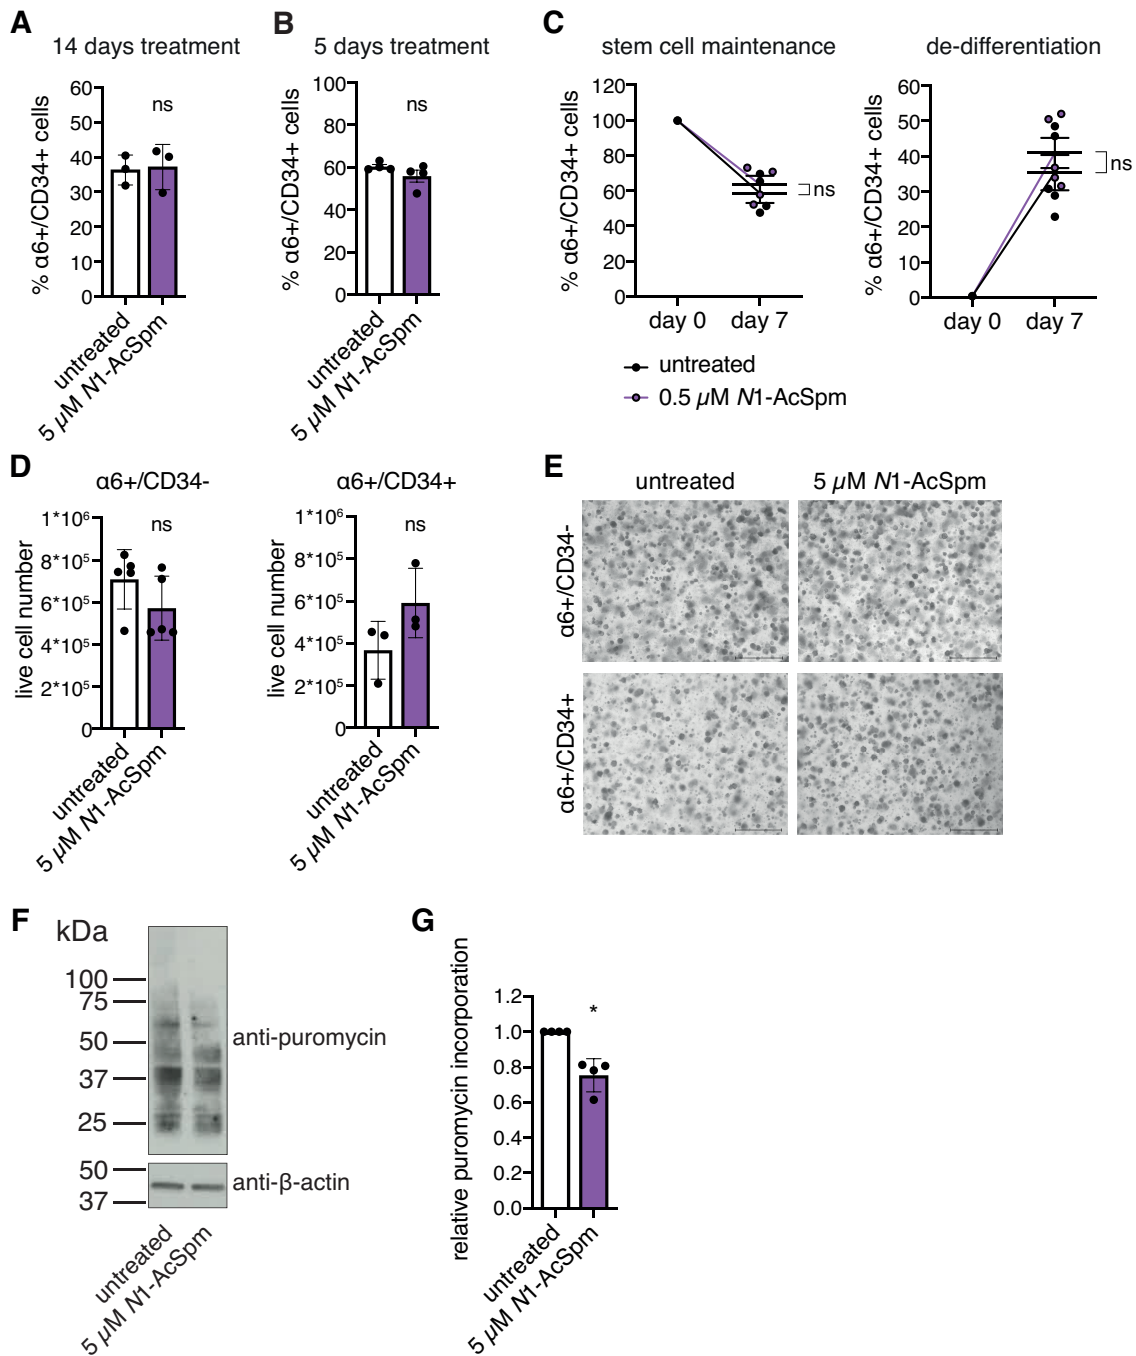 A
14 days treatment
% α6+/CD34+ cells
60
50
40
30
20
10
0
ns
untreated
5 µM N1-AcSpm
B
5 days treatment
% α6+/CD34+ cells
100
80
60
40
20
0
ns
untreated
5 µM N1-AcSpm
C
stem cell maintenance
% α6+/CD34+ cells
120
100
80
60
40
20
0
ns
day 0 day 7
de-differentiation
% α6+/CD34+ cells
60
50
40
30
20
10
0
ns
day 0 day 7
untreated
0.5 µM N1-AcSpm
D
α6+/CD34-
live cell number
1*10⁶
8*10⁵
6*10⁵
4*10⁵
2*10⁵
0
ns
untreated
5 µM N1-AcSpm
α6+/CD34+
live cell number
1*10⁶
8*10⁵
6*10⁵
4*10⁵
2*10⁵
0
ns
untreated
5 µM N1-AcSpm
E
untreated 5 µM N1-AcSpm
α6+/CD34-
α6+/CD34+
F
kDa
100
75
50
37
25
anti-puromycin
50
37
anti-β-actin
untreated
5 µM N1-AcSpm
G
relative puromycin incorporation
1.2
1.0
0.8
0.6
0.4
0.2
0.0
*
untreated
5 µM N1-AcSpm